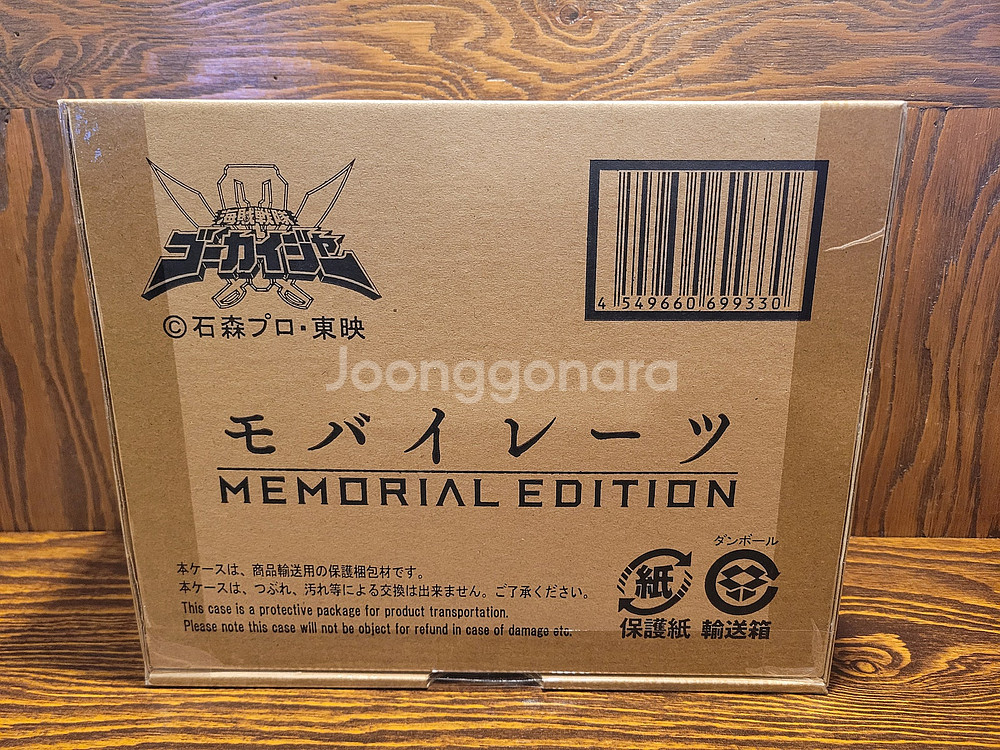 海賊戦隊
ゴーカイジャー
©石森プロ・東映
4 549660 699330
Joonggonara
モバイレーツ
MEMORIAL EDITION
ダンボール
紙
保護紙 輸送箱
本ケースは、商品輸送用の保護梱包材です。
本ケースは、つぶれ、汚れ等による交換は出来ません。ご了承ください。
This case is a protective package for product transportation.
Please note this case will not be object for refund in case of damage etc.